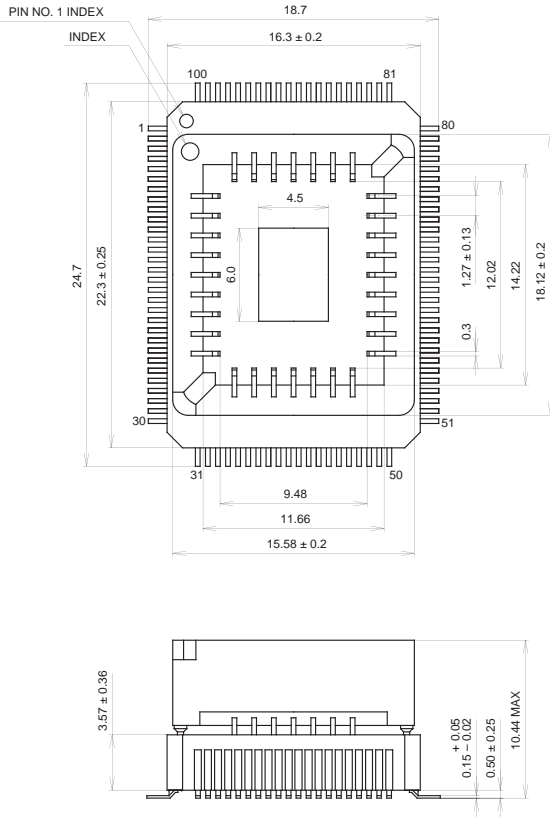 PIN NO. 1 INDEX
18.7
INDEX
16.3 ± 0.2
100
81
1
80
4.5
6.0
24.7
22.3 ± 0.25
1.27 ± 0.13
12.02
14.22
18.12 ± 0.2
0.3
30
51
31
50
9.48
11.66
15.58 ± 0.2
3.57 ± 0.36
+ 0.05
0.15 – 0.02
0.50 ± 0.25
10.44 MAX